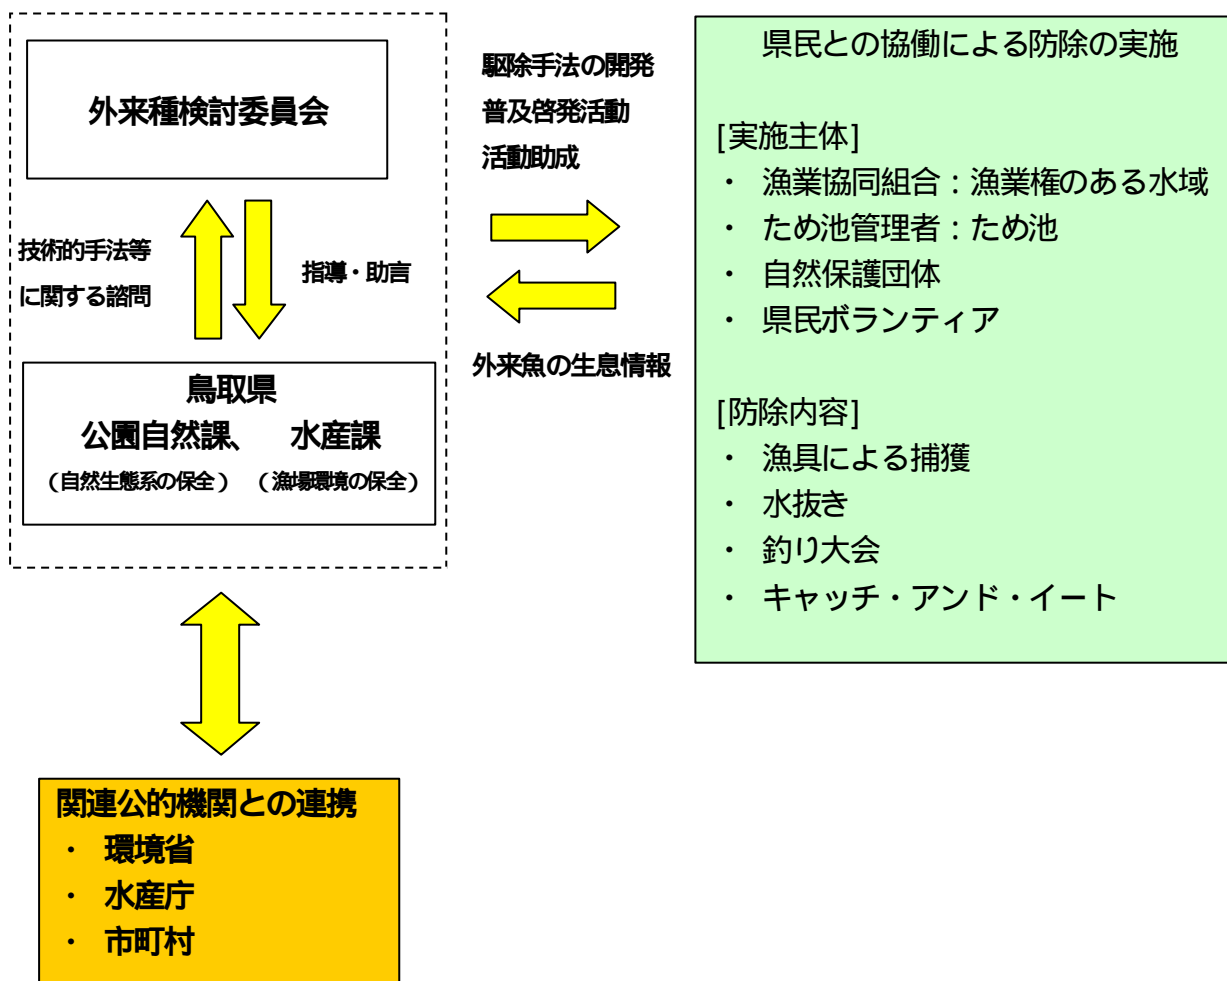 外来種検討委員会
技術的手法等
に関する諮問
指導・助言
鳥取県
公園自然課、 水産課
(自然生態系の保全) (漁場環境の保全)
駆除手法の開発
普及啓発活動
活動助成
外来魚の生息情報
県民との協働による防除の実施
[実施主体]
・ 漁業協同組合：漁業権のある水域
・ ため池管理者：ため池
・ 自然保護団体
・ 県民ボランティア
[防除内容]
・ 漁具による捕獲
・ 水抜き
・ 釣り大会
・ キャッチ・アンド・イート
関連公的機関との連携
・ 環境省
・ 水産庁
・ 市町村